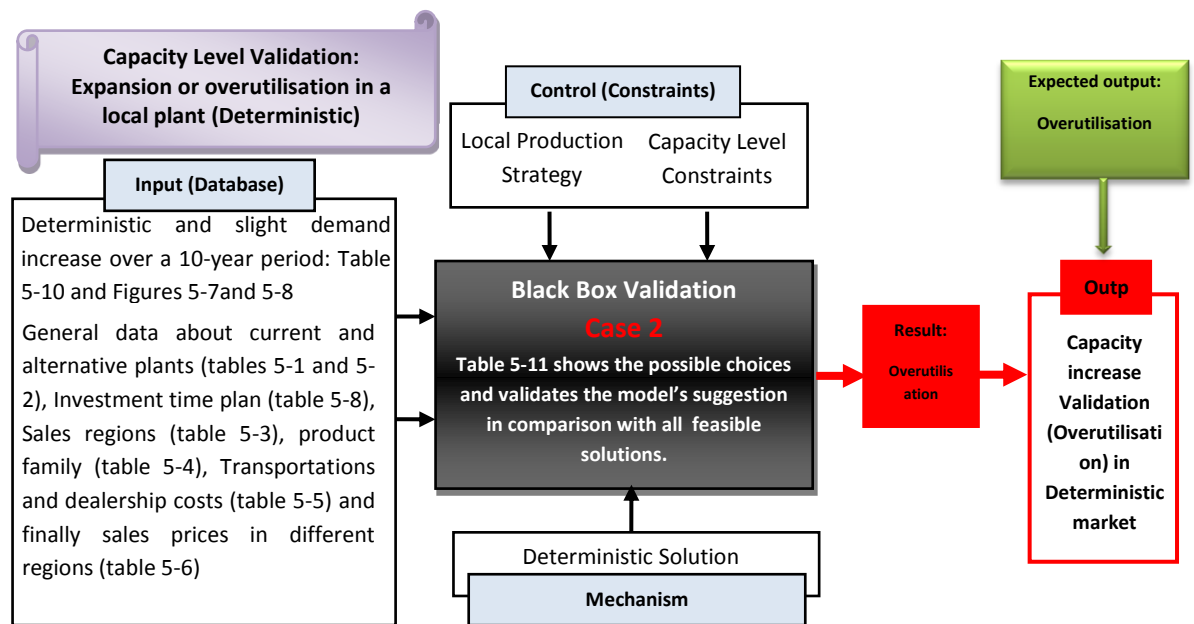 Capacity Level Validation:
Expansion or overutilisation in a
local plant (Deterministic)
Control (Constraints)
Local Production
Strategy
Capacity Level
Constraints
Expected output:
Overutilisation
Input (Database)
Deterministic and slight demand
increase over a 10-year period: Table
5-10 and Figures 5-7and 5-8
General data about current and
alternative plants (tables 5-1 and 5-
2), Investment time plan (table 5-8),
Sales regions (table 5-3), product
family (table 5-4), Transportations
and dealership costs (table 5-5) and
finally sales prices in different
regions (table 5-6)
Black Box Validation
Case 2
Table 5-11 shows the possible choices
and validates the model’s suggestion
in comparison with all feasible
solutions.
Result:
Overutilis
ation
Outp
Capacity
increase
Validation
(Overutilisati
on) in
Deterministic
market
Deterministic Solution
Mechanism